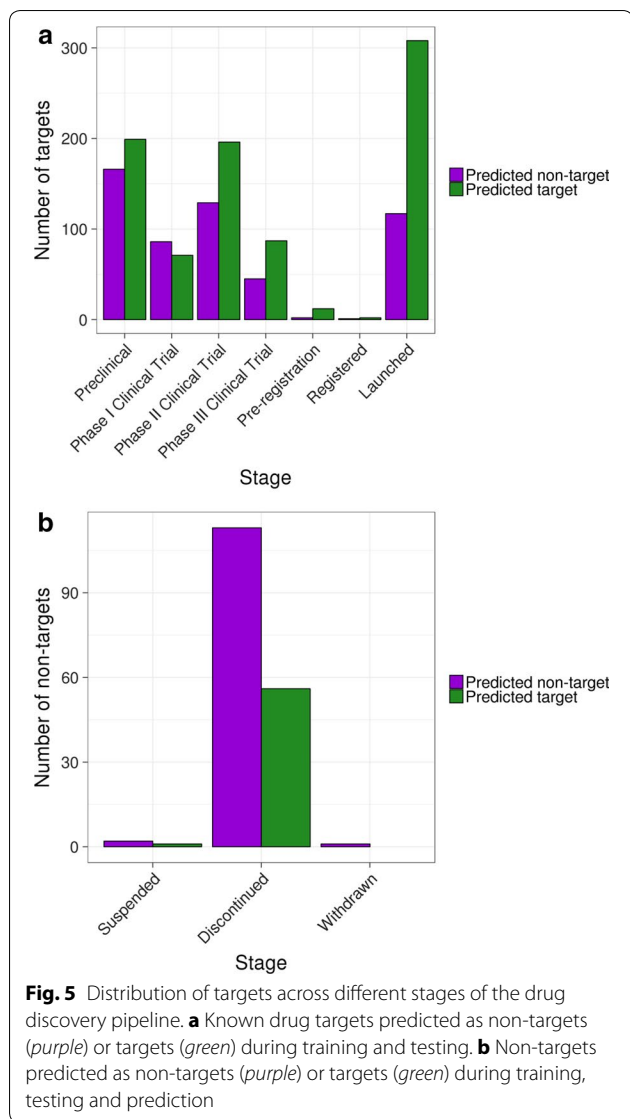 a
Number of targets
300
200
100
0
Preclinical
Phase I Clinical Trial
Phase II Clinical Trial
Phase III Clinical Trial
Pre-registration
Registered
Launched
Stage
Predicted non-target
Predicted target
b
Number of non-targets
90
60
30
0
Suspended
Discontinued
Withdrawn
Stage
Predicted non-target
Predicted target
Fig. 5 Distribution of targets across different stages of the drug
discovery pipeline. a Known drug targets predicted as non-targets
(purple) or targets (green) during training and testing. b Non-targets
predicted as non-targets (purple) or targets (green) during training,
testing and prediction